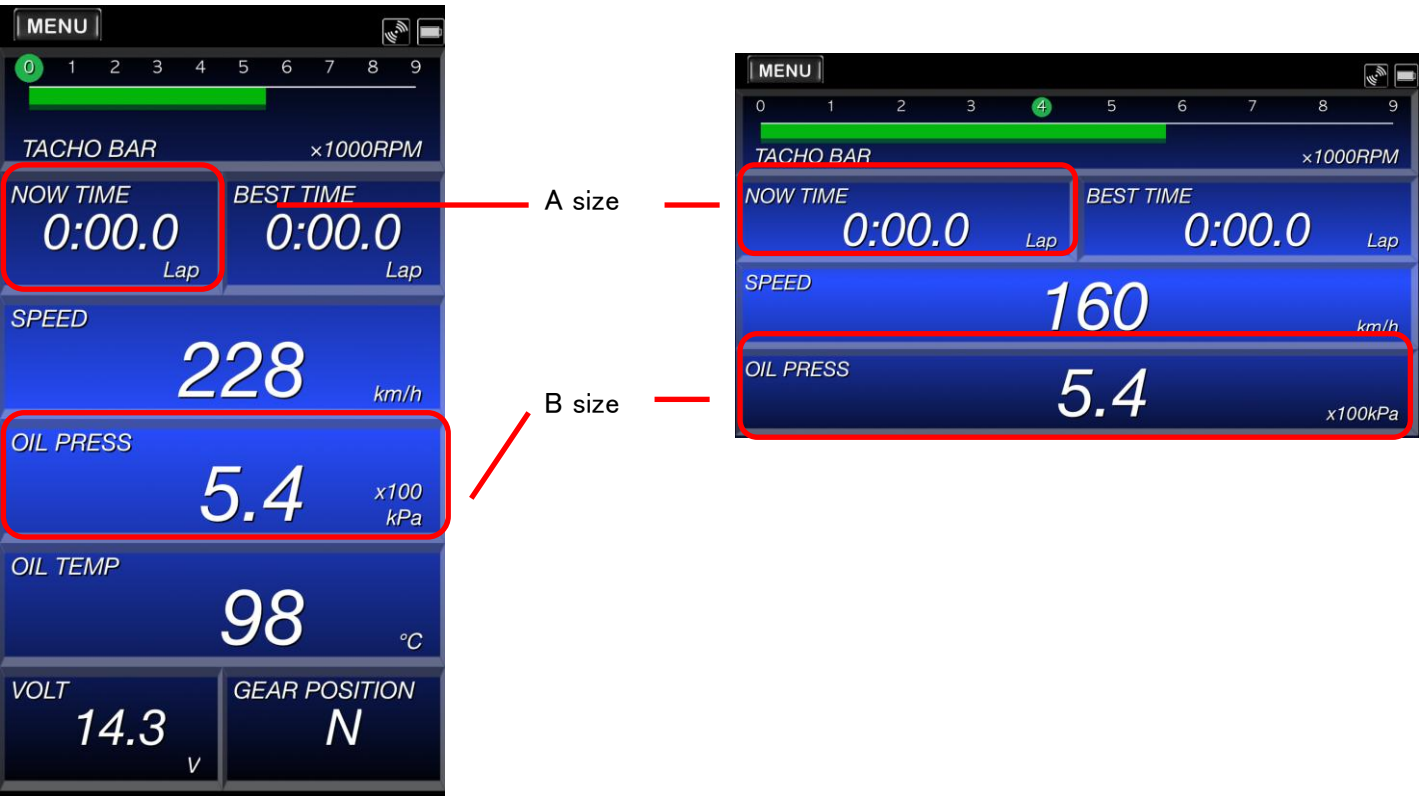 MENU
0 1 2 3 4 5 6 7 8 9
TACHO BAR ×1000RPM
NOW TIME BEST TIME
0:00.0 0:00.0
Lap Lap
SPEED
228
km/h
OIL PRESS
5.4
x100
kPa
OIL TEMP
98
°C
VOLT GEAR POSITION
14.3 N
V
A size
B size
MENU
0 1 2 3 4 5 6 7 8 9
TACHO BAR ×1000RPM
NOW TIME BEST TIME
0:00.0 Lap 0:00.0 Lap
SPEED
160
km/h
OIL PRESS
5.4
x100kPa